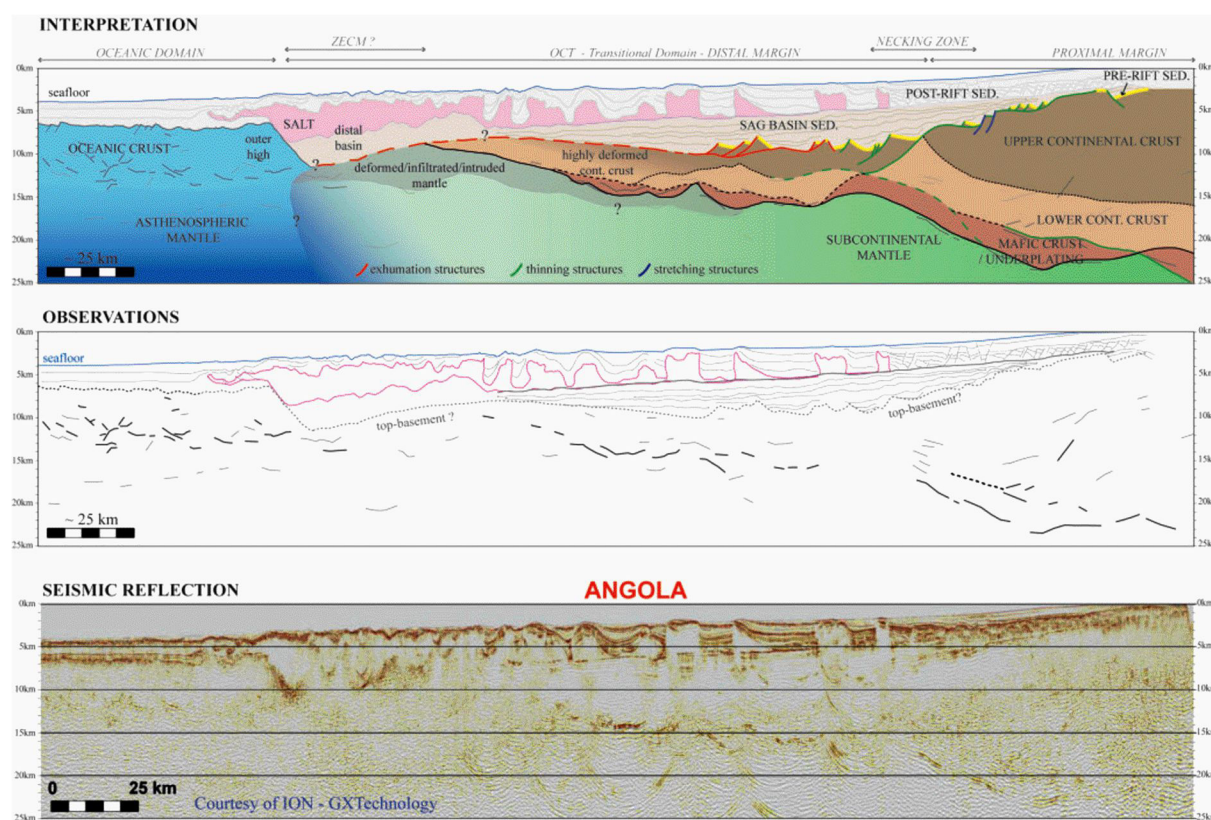 INTERPRETATION
OCEANIC DOMAIN
ZECM ?
OCT - Transitional Domain - DISTAL MARGIN
NECKING ZONE
PROXIMAL MARGIN
0km
0km
seafloor
PRE-RIFT SED.
POST-RIFT SED.
5km
5km
SALT
SAG BASIN SED.
OCEANIC CRUST
outer
high
distal
basin
?
UPPER CONTINENTAL CRUST
10km
10km
?
highly deformed
cont. crust
deformed/infiltrated/intruded
mantle
15km
15km
?
?
ASTHENOSPHERIC
MANTLE
LOWER CONT. CRUST
SUBCONTINENTAL
MANTLE
MAFIC CRUST
/ UNDERPLATING
20km
20km
~ 25 km
exhumation structures
thinning structures
stretching structures
25km
25km
OBSERVATIONS
0km
0km
seafloor
5km
5km
10km
10km
top-basement ?
top-basement?
15km
15km
20km
20km
~ 25 km
25km
25km
SEISMIC REFLECTION
ANGOLA
0km
0km
5km
5km
10km
10km
15km
15km
20km
20km
0 25 km
Courtesy of ION - GXTechnology
25km
25km